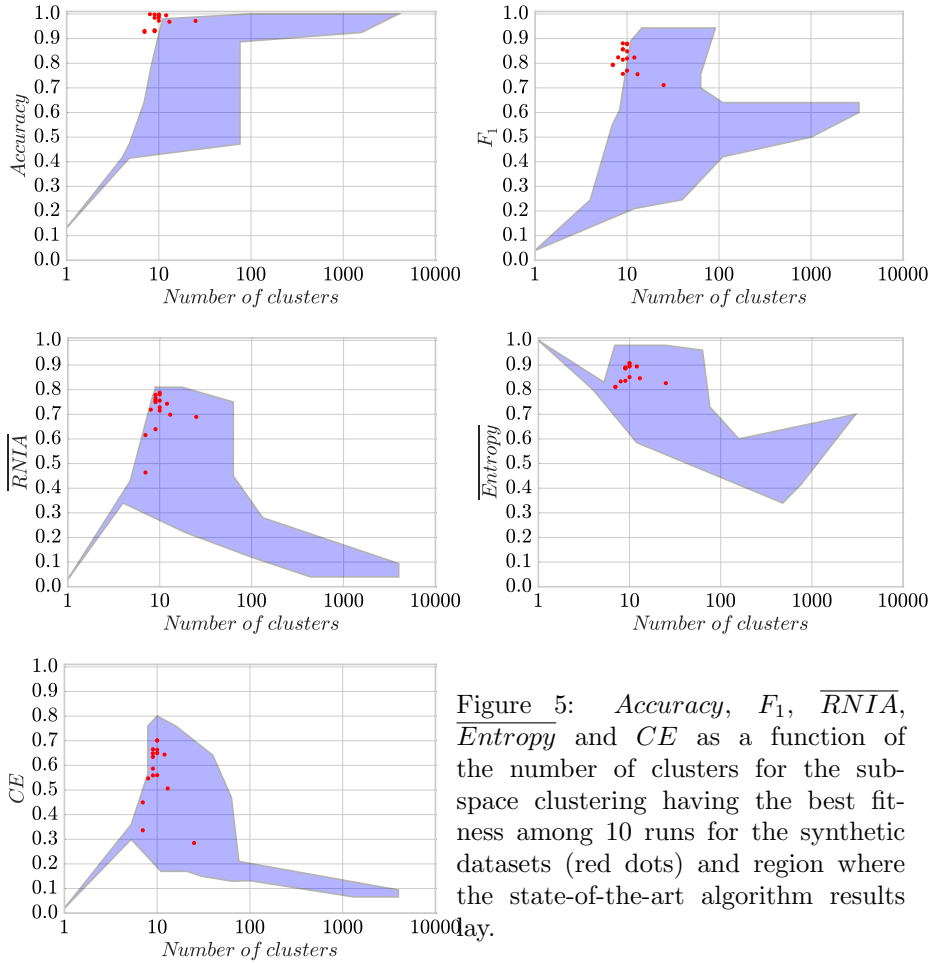 1.0
0.9
0.8
0.7
0.6
0.5
0.4
0.3
0.2
0.1
0.0
Accuracy
1 10 100 1000 10000
Number of clusters
1.0
0.9
0.8
0.7
0.6
0.5
0.4
0.3
0.2
0.1
0.0
F1
1 10 100 1000 10000
Number of clusters
1.0
0.9
0.8
0.7
0.6
0.5
0.4
0.3
0.2
0.1
0.0
RNIA
1 10 100 1000 10000
Number of clusters
1.0
0.9
0.8
0.7
0.6
0.5
0.4
0.3
0.2
0.1
0.0
Entropy
1 10 100 1000 10000
Number of clusters
1.0
0.9
0.8
0.7
0.6
0.5
0.4
0.3
0.2
0.1
0.0
CE
1 10 100 1000 10000
Number of clusters
Figure 5: Accuracy, F1, RNIA,
Entropy and CE as a function of
the number of clusters for the sub-
space clustering having the best fit-
ness among 10 runs for the synthetic
datasets (red dots) and region where
the state-of-the-art algorithm results
lay.